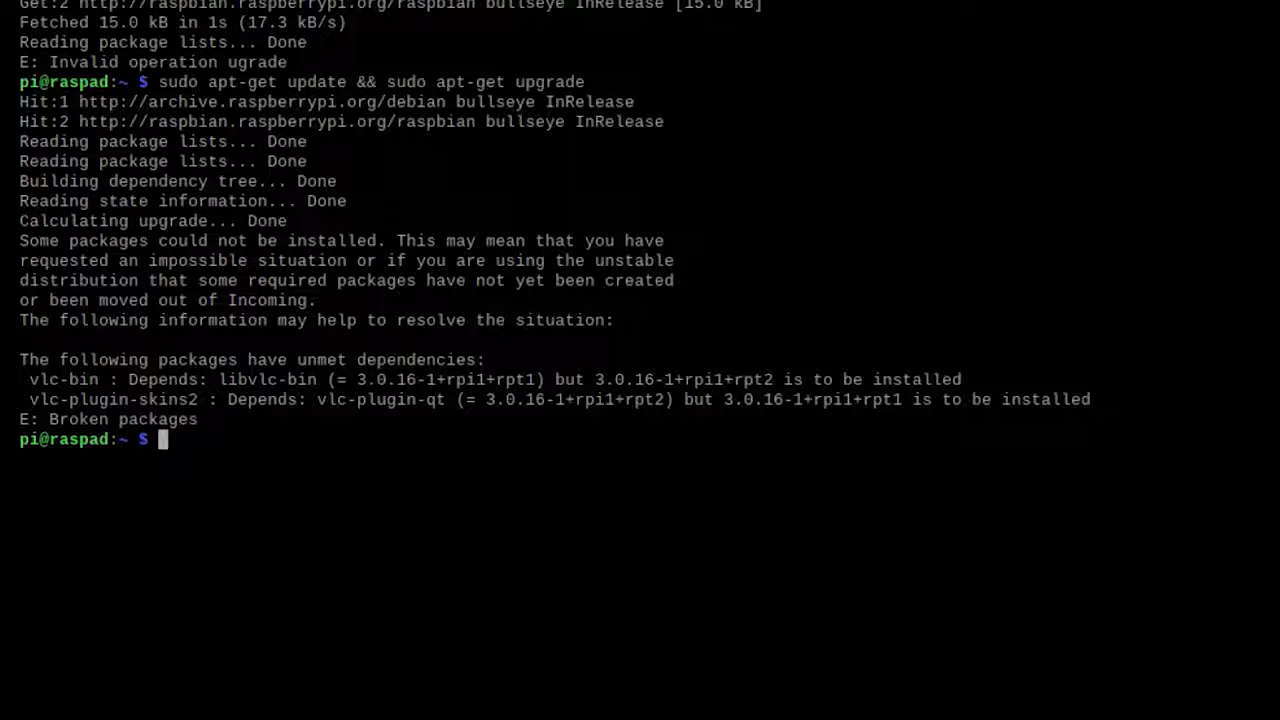 Get:2 http://raspbian.raspberrypi.org/raspbian bullseye InRelease [15.0 kB]
Fetched 15.0 kB in 1s (17.3 kB/s)
Reading package lists... Done
E: Invalid operation ugrade
pi@raspad:~ $ sudo apt-get update && sudo apt-get upgrade
Hit:1 http://archive.raspberrypi.org/debian bullseye InRelease
Hit:2 http://raspbian.raspberrypi.org/raspbian bullseye InRelease
Reading package lists... Done
Reading package lists... Done
Building dependency tree... Done
Reading state information... Done
Calculating upgrade... Done
Some packages could not be installed. This may mean that you have
requested an impossible situation or if you are using the unstable
distribution that some required packages have not yet been created
or been moved out of Incoming.
The following information may help to resolve the situation:

The following packages have unmet dependencies:
 vlc-bin : Depends: libvlc-bin (= 3.0.16-1+rpi1+rpt1) but 3.0.16-1+rpi1+rpt2 is to be installed
 vlc-plugin-skins2 : Depends: vlc-plugin-qt (= 3.0.16-1+rpi1+rpt2) but 3.0.16-1+rpi1+rpt1 is to be installed
E: Broken packages
pi@raspad:~ $